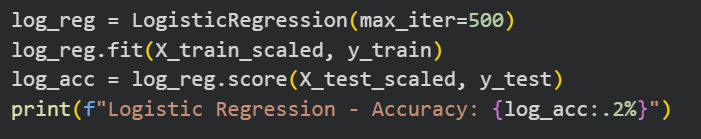 log_reg = LogisticRegression(max_iter=500)
log_reg.fit(X_train_scaled, y_train)
log_acc = log_reg.score(X_test_scaled, y_test)
print(f"Logistic Regression - Accuracy: {log_acc:.2%}")